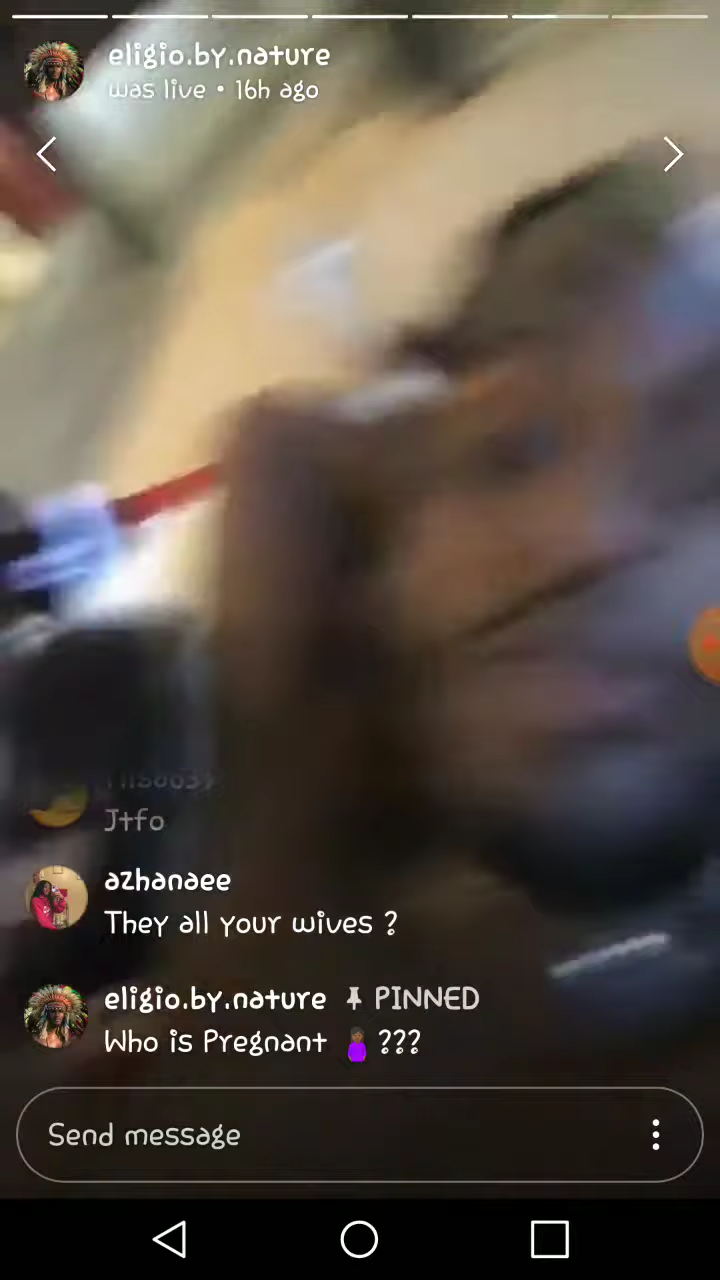 eligio.by.nature
was live • 16h ago
Jtfo
azhanaee
They all your wives ?
eligio.by.nature PINNED
Who is Pregnant 🤰🏾 ???
Send message